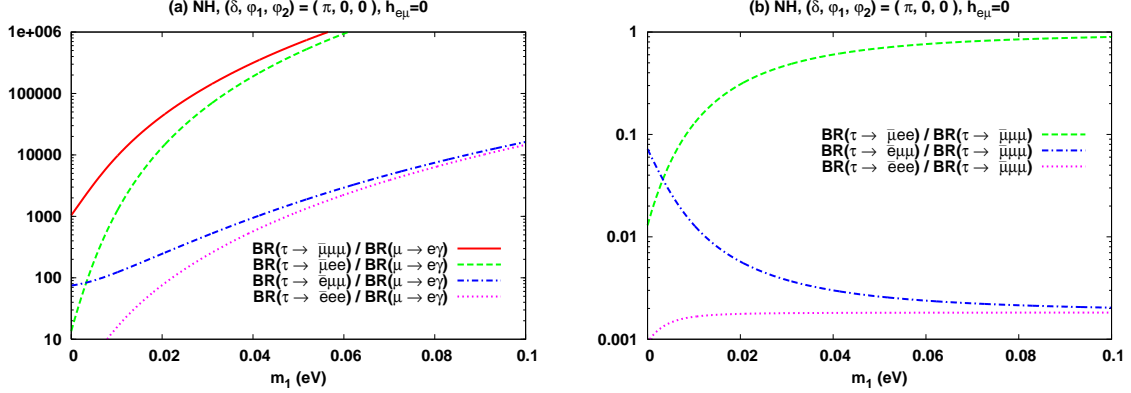 (a) NH, (δ, φ₁, φ₂) = ( π, 0, 0 ), h_eμ=0
1e+006
100000
10000
1000
100
10
BR(τ→ μ̄μμ) / BR(μ→eγ)
BR(τ→ μ̄ee) / BR(μ→eγ)
BR(τ→ ēμμ) / BR(μ→eγ)
BR(τ→ ēee) / BR(μ→eγ)
0 0.02 0.04 0.06 0.08 0.1
m₁ (eV)
(b) NH, (δ, φ₁, φ₂) = ( π, 0, 0 ), h_eμ=0
1
0.1
0.01
0.001
BR(τ→ μ̄ee) / BR(τ→ μ̄μμ)
BR(τ→ ēμμ) / BR(τ→ μ̄μμ)
BR(τ→ ēee) / BR(τ→ μ̄μμ)
0 0.02 0.04 0.06 0.08 0.1
m₁ (eV)